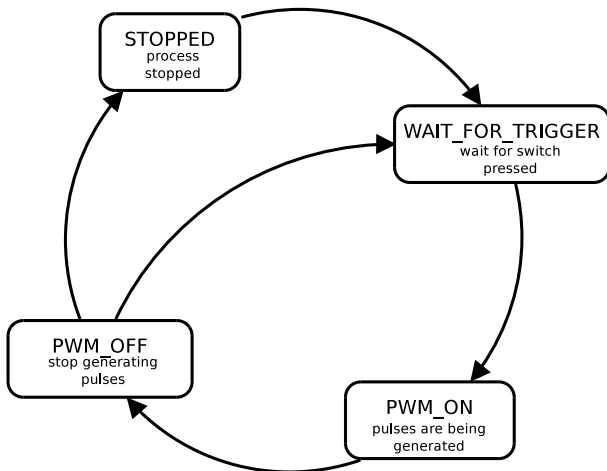 STOPPED
process
stopped
WAIT_FOR_TRIGGER
wait for switch
pressed
PWM_OFF
stop generating
pulses
PWM_ON
pulses are being
generated